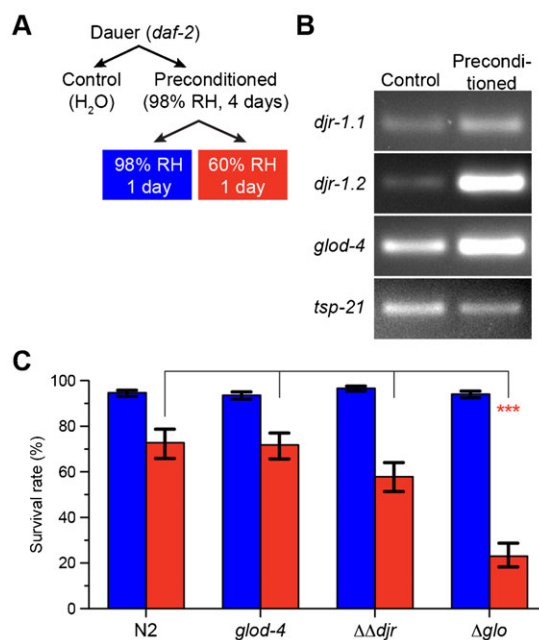 A
Dauer (daf-2)
Control
(H₂O)
Preconditioned
(98% RH, 4 days)
98% RH
1 day
60% RH
1 day
B
Control
Precondi-
tioned
djr-1.1
djr-1.2
glod-4
tsp-21
C
Survival rate (%)
100
80
60
40
20
0
***
N2
glod-4
ΔΔdjr
Δglo